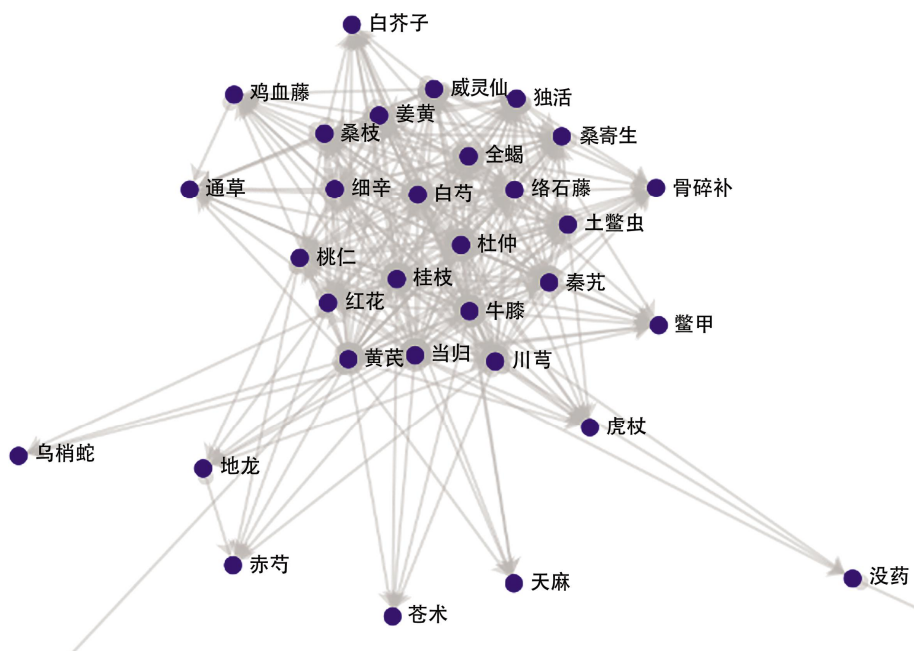 白芥子
威灵仙
鸡血藤
独活
姜黄
桑枝
桑寄生
全蝎
通草
细辛
白芍
络石藤
骨碎补
土鳖虫
杜仲
桃仁
桂枝
秦艽
红花
牛膝
鳖甲
黄芪
当归
川芎
虎杖
乌梢蛇
地龙
赤芍
没药
天麻
苍术